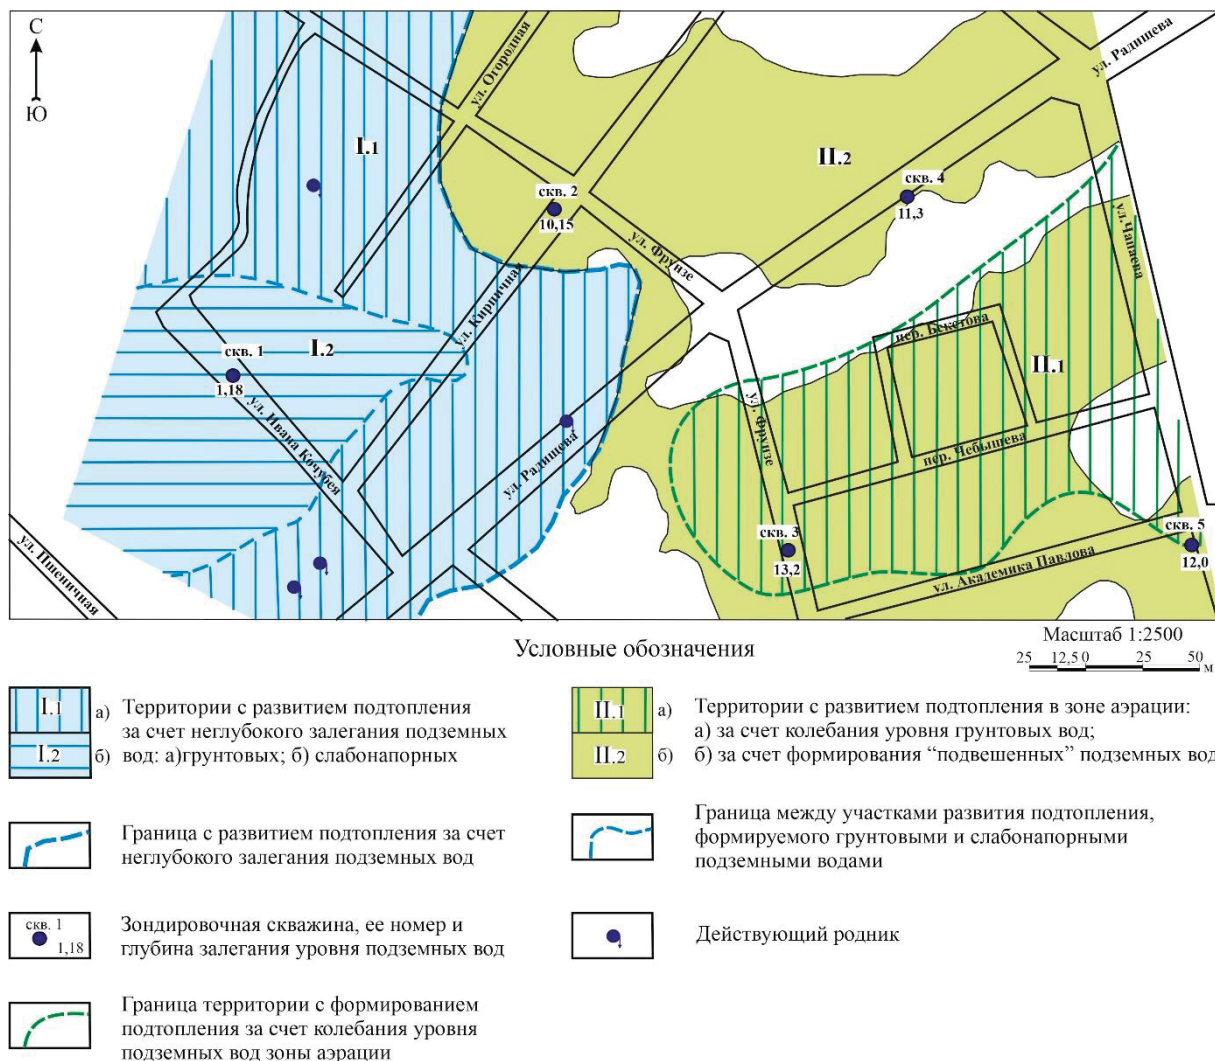 С
Ю
ул. Огородная
ул. Радищева
I.1
II.2
скв. 2
10,15
скв. 4
11,3
ул. Фрунзе
ул. Чапаева
ул. Кирпичная
I.2
скв. 1
1,18
пер. Бекетова
II.1
ул. Ивана Кочубея
ул. Радищева
ул. Фрунзе
пер. Чебышева
ул. Пшеничная
скв. 3
13,2
скв. 5
12,0
ул. Академика Павлова
Условные обозначения
Масштаб 1:2500
25 12,5 0 25 50 м
I.1 а)
I.2 б)
Территории с развитием подтопления
за счет неглубокого залегания подземных
вод: а)грунтовых; б) слабонапорных
II.1 а)
II.2 б)
Территории с развитием подтопления в зоне аэрации:
а) за счет колебания уровня грунтовых вод;
б) за счет формирования “подвешенных” подземных вод
Граница с развитием подтопления за счет
неглубокого залегания подземных вод
Граница между участками развития подтопления,
формируемого грунтовыми и слабонапорными
подземными водами
скв. 1
1,18
Зондировочная скважина, ее номер и
глубина залегания уровня подземных вод
Действующий родник
Граница территории с формированием
подтопления за счет колебания уровня
подземных вод зоны аэрации